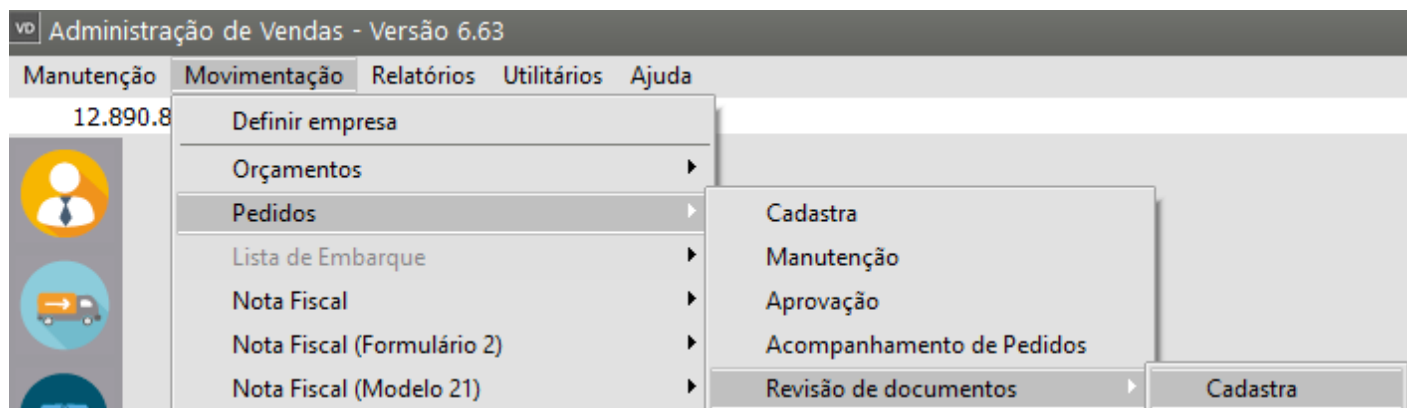 VD Administração de Vendas - Versão 6.63
Manutenção Movimentação Relatórios Utilitários Ajuda
12.890.8
Definir empresa
Orçamentos
Pedidos
Cadastra
Lista de Embarque
Manutenção
Nota Fiscal
Aprovação
Nota Fiscal (Formulário 2)
Acompanhamento de Pedidos
Nota Fiscal (Modelo 21)
Revisão de documentos
Cadastra